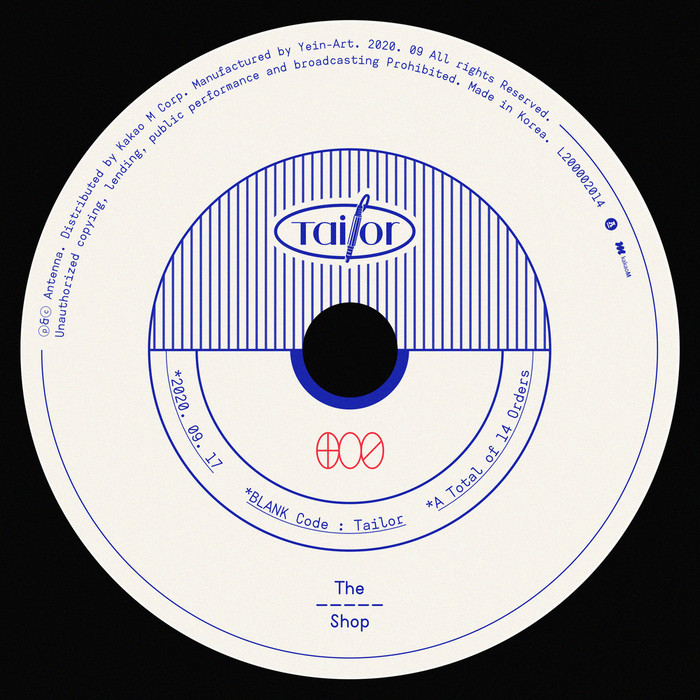 ℗&© Antenna. Distributed by Kakao M Corp. Manufactured by Yein-Art. 2020. 09 All rights Reserved.
Unauthorized copying, lending, public performance and broadcasting Prohibited. Made in Korea. L200002014
kakaoM
Tailor
*2020. 09. 17
*BLANK Code : Tailor
*A Total of 14 Orders
The
-----
Shop